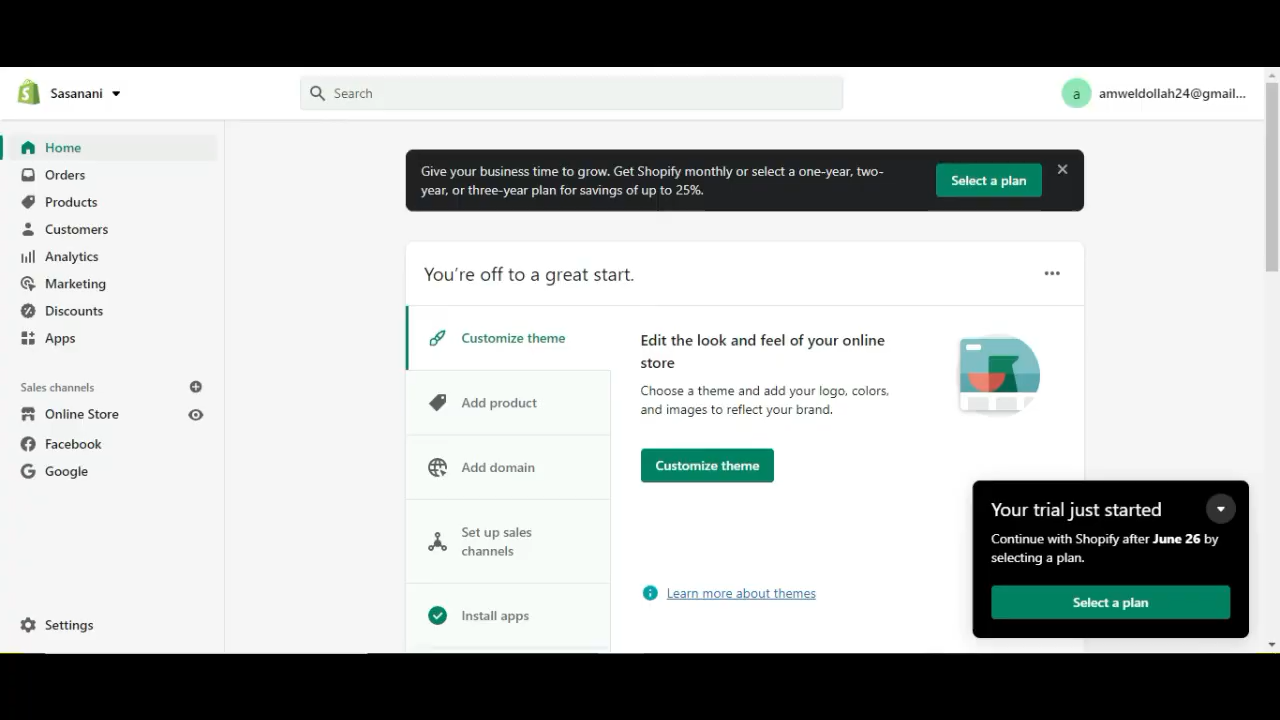 Sasanani
Search
a
amweldollah24@gmail...
Home
Orders
Products
Customers
Analytics
Marketing
Discounts
Apps
Sales channels
Online Store
Facebook
Google
Settings
Give your business time to grow. Get Shopify monthly or select a one-year, two-
year, or three-year plan for savings of up to 25%.
Select a plan
You're off to a great start.
Customize theme
Add product
Add domain
Set up sales
channels
Install apps
Edit the look and feel of your online
store
Choose a theme and add your logo, colors,
and images to reflect your brand.
Customize theme
Learn more about themes
Your trial just started
Continue with Shopify after June 26 by
selecting a plan.
Select a plan